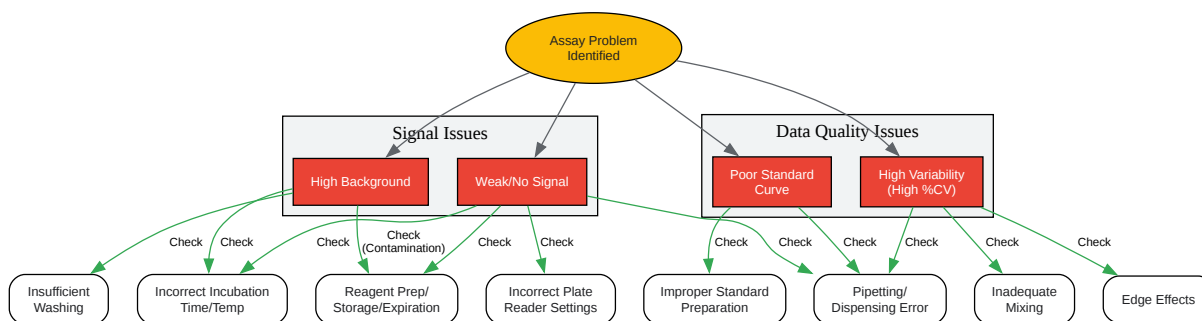 Assay Problem
Identified
Signal Issues
Data Quality Issues
High Background
Weak/No Signal
Poor Standard
Curve
High Variability
(High %CV)
Check
Check
Check
Check
(Contamination)
Check
Check
Check
Check
Check
Check
Check
Check
Insufficient
Washing
Incorrect Incubation
Time/Temp
Reagent Prep/
Storage/Expiration
Incorrect Plate
Reader Settings
Improper Standard
Preparation
Pipetting/
Dispensing Error
Inadequate
Mixing
Edge Effects